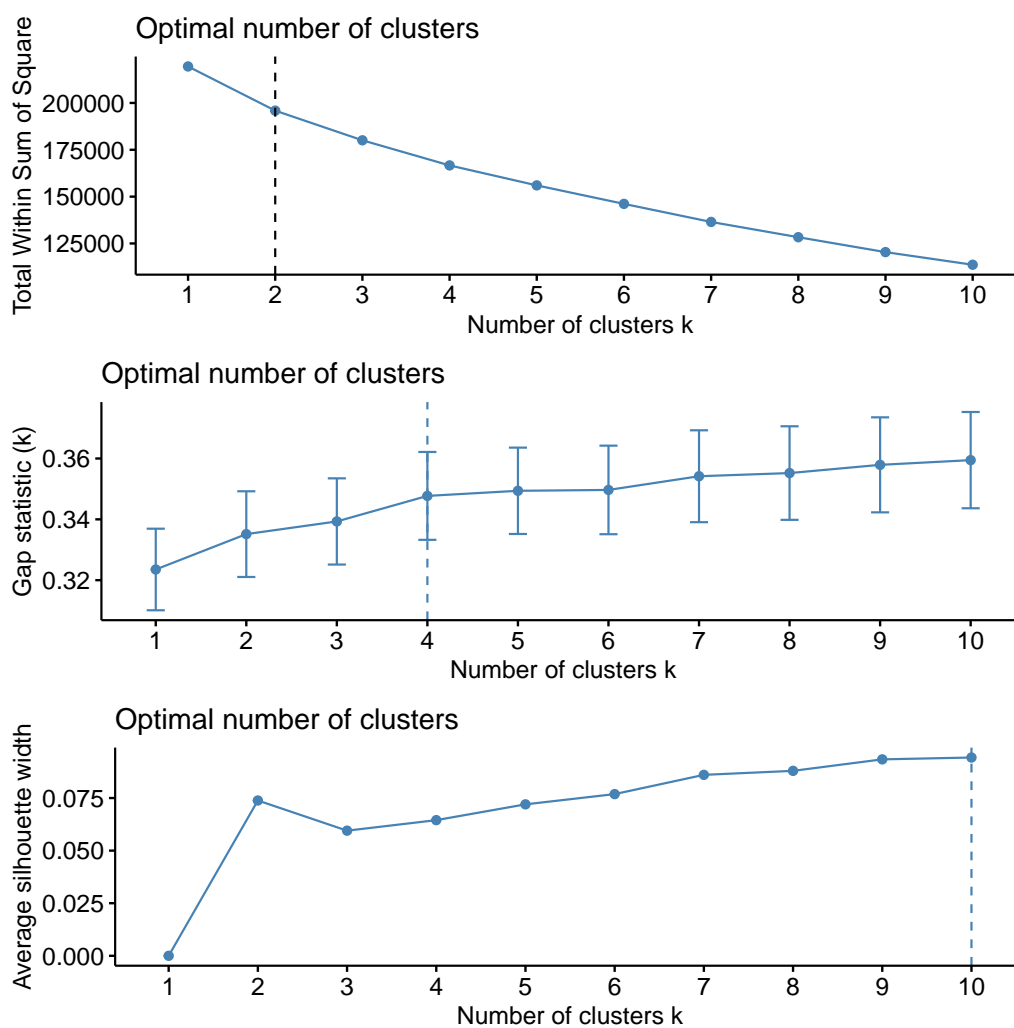 Optimal number of clusters
Total Within Sum of Square
200000
175000
150000
125000
1 2 3 4 5 6 7 8 9 10
Number of clusters k
Optimal number of clusters
Gap statistic (k)
0.36
0.34
0.32
1 2 3 4 5 6 7 8 9 10
Number of clusters k
Optimal number of clusters
Average silhouette width
0.075
0.050
0.025
0.000
1 2 3 4 5 6 7 8 9 10
Number of clusters k